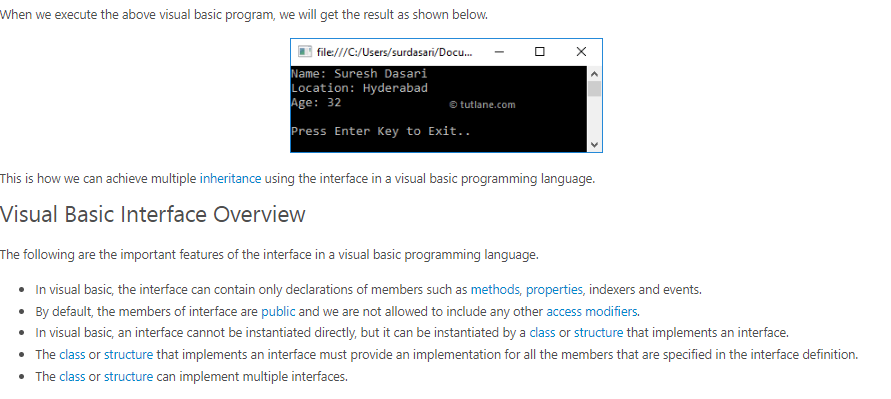 When we execute the above visual basic program, we will get the result as shown below.
file:///C:/Users/surdasari/Docu...
Name: Suresh Dasari
Location: Hyderabad
Age: 32
© tutlane.com
Press Enter Key to Exit..
This is how we can achieve multiple inheritance using the interface in a visual basic programming language.
Visual Basic Interface Overview
The following are the important features of the interface in a visual basic programming language.
• In visual basic, the interface can contain only declarations of members such as methods, properties, indexers and events.
• By default, the members of interface are public and we are not allowed to include any other access modifiers.
• In visual basic, an interface cannot be instantiated directly, but it can be instantiated by a class or structure that implements an interface.
• The class or structure that implements an interface must provide an implementation for all the members that are specified in the interface definition.
• The class or structure can implement multiple interfaces.